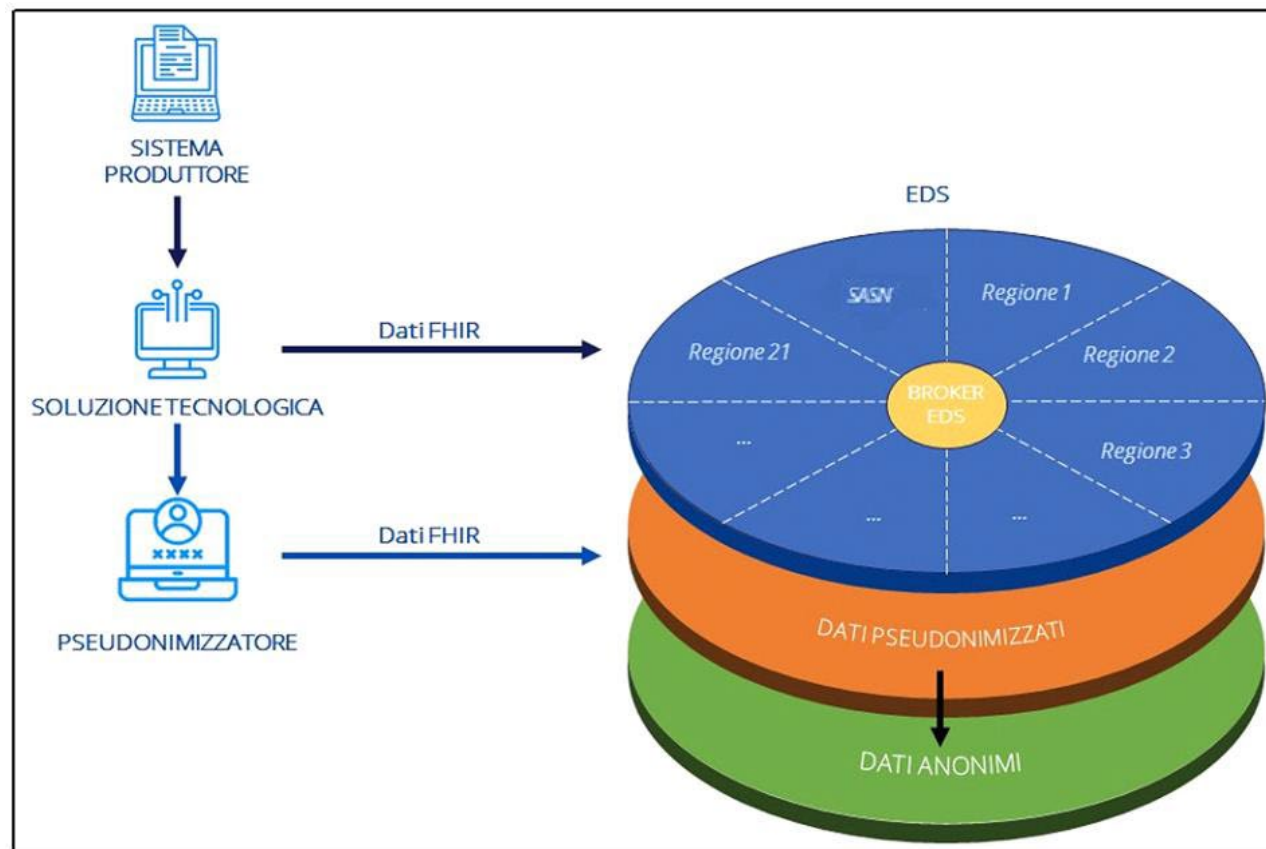 SISTEMA
PRODUTTORE
EDS
SASN
Regione 1
Dati FHIR
Regione 21
Regione 2
SOLUZIONE TECNOLOGICA
BROKER
EDS
...
Regione 3
...
...
Dati FHIR
XXXX
PSEUDONIMIZZATORE
DATI PSEUDONIMIZZATI
DATI ANONIMI